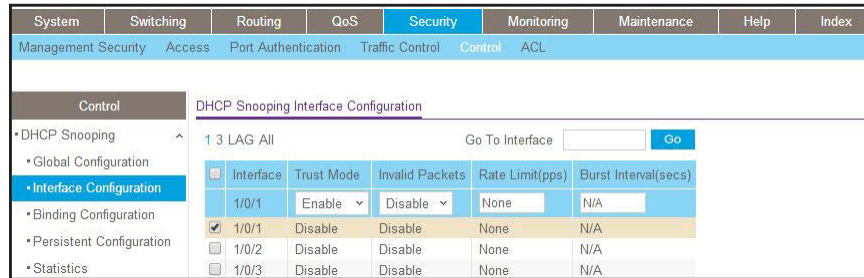 System Switching Routing QoS Security Monitoring Maintenance Help Index
Management Security Access Port Authentication Traffic Control Control ACL
Control
DHCP Snooping
Global Configuration
Interface Configuration
Binding Configuration
Persistent Configuration
Statistics
DHCP Snooping Interface Configuration
1 3 LAG All Go To Interface Go
Interface Trust Mode Invalid Packets Rate Limit(pps) Burst Interval(secs)
1/0/1 Enable Disable None N/A
1/0/1 Disable Disable None N/A
1/0/2 Disable Disable None N/A
1/0/3 Disable Disable None N/A